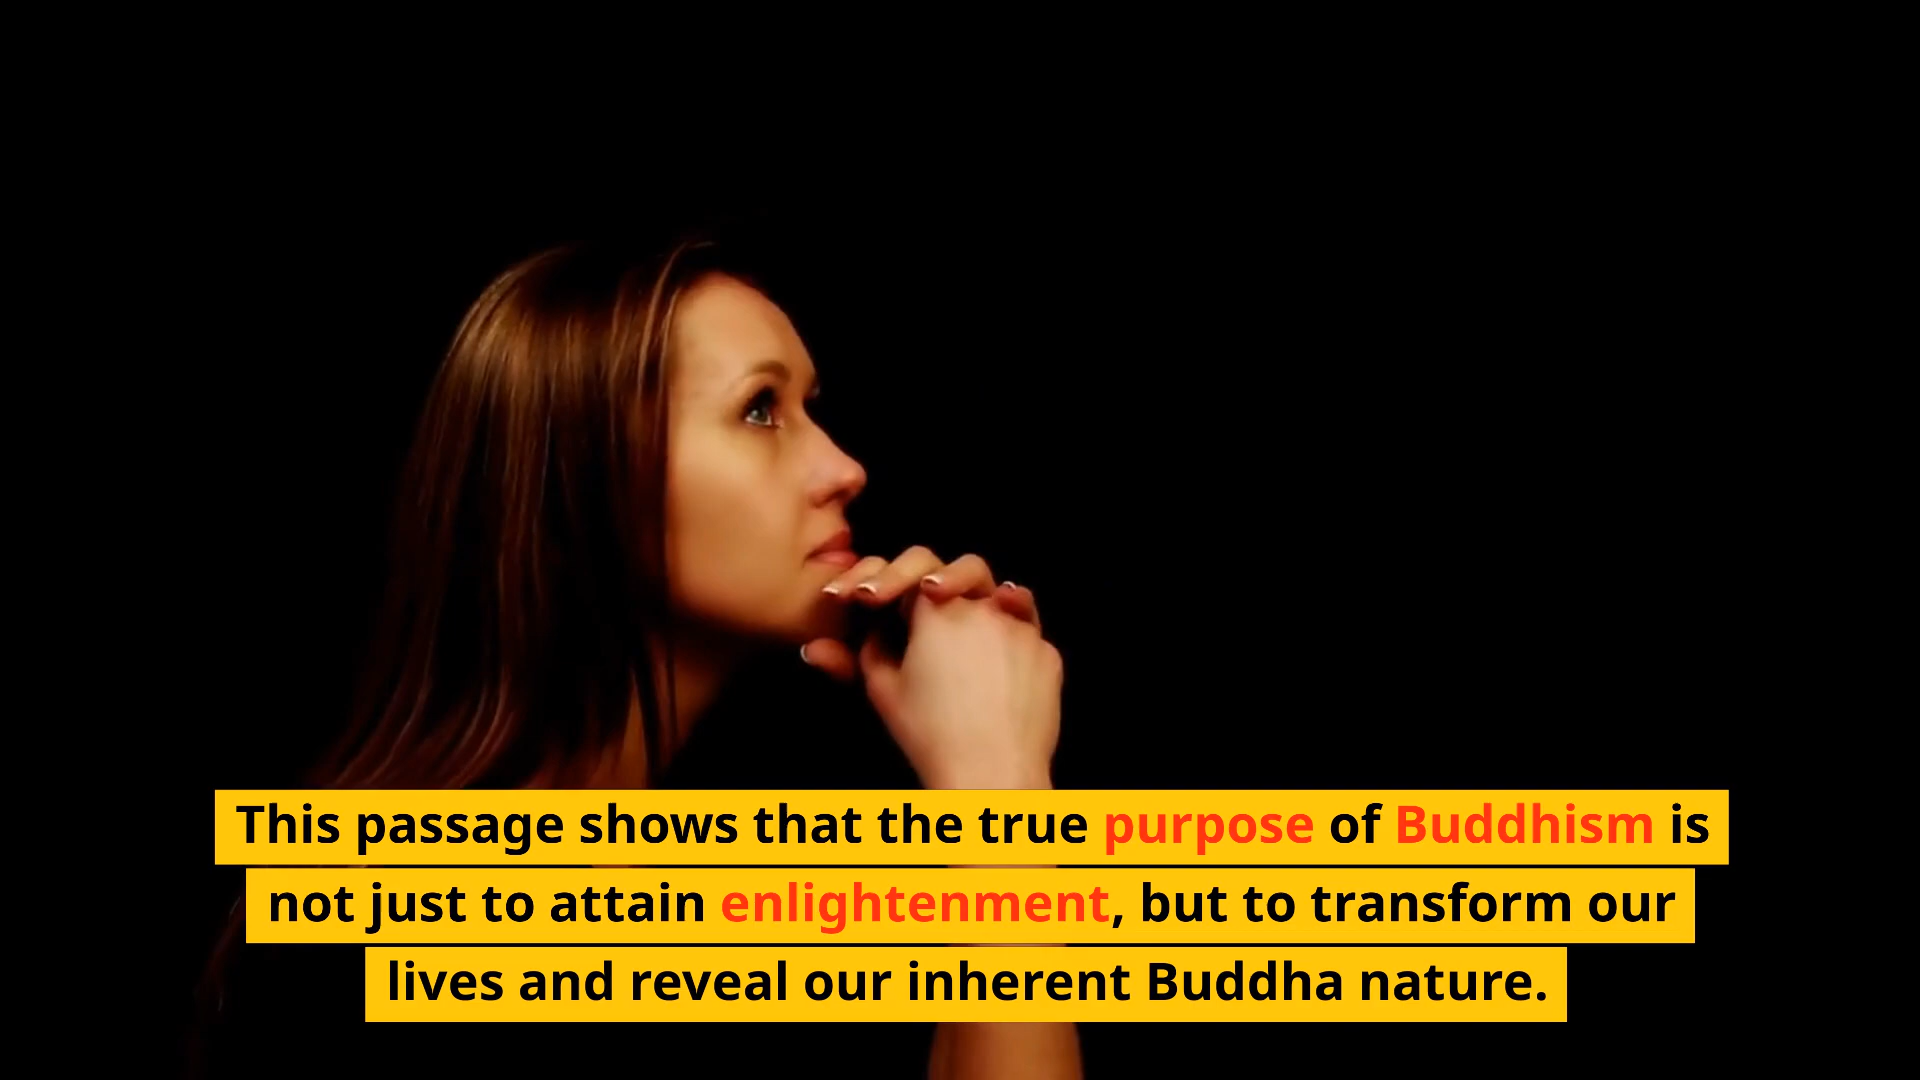 This passage shows that the true purpose of Buddhism is
not just to attain enlightenment, but to transform our
lives and reveal our inherent Buddha nature.